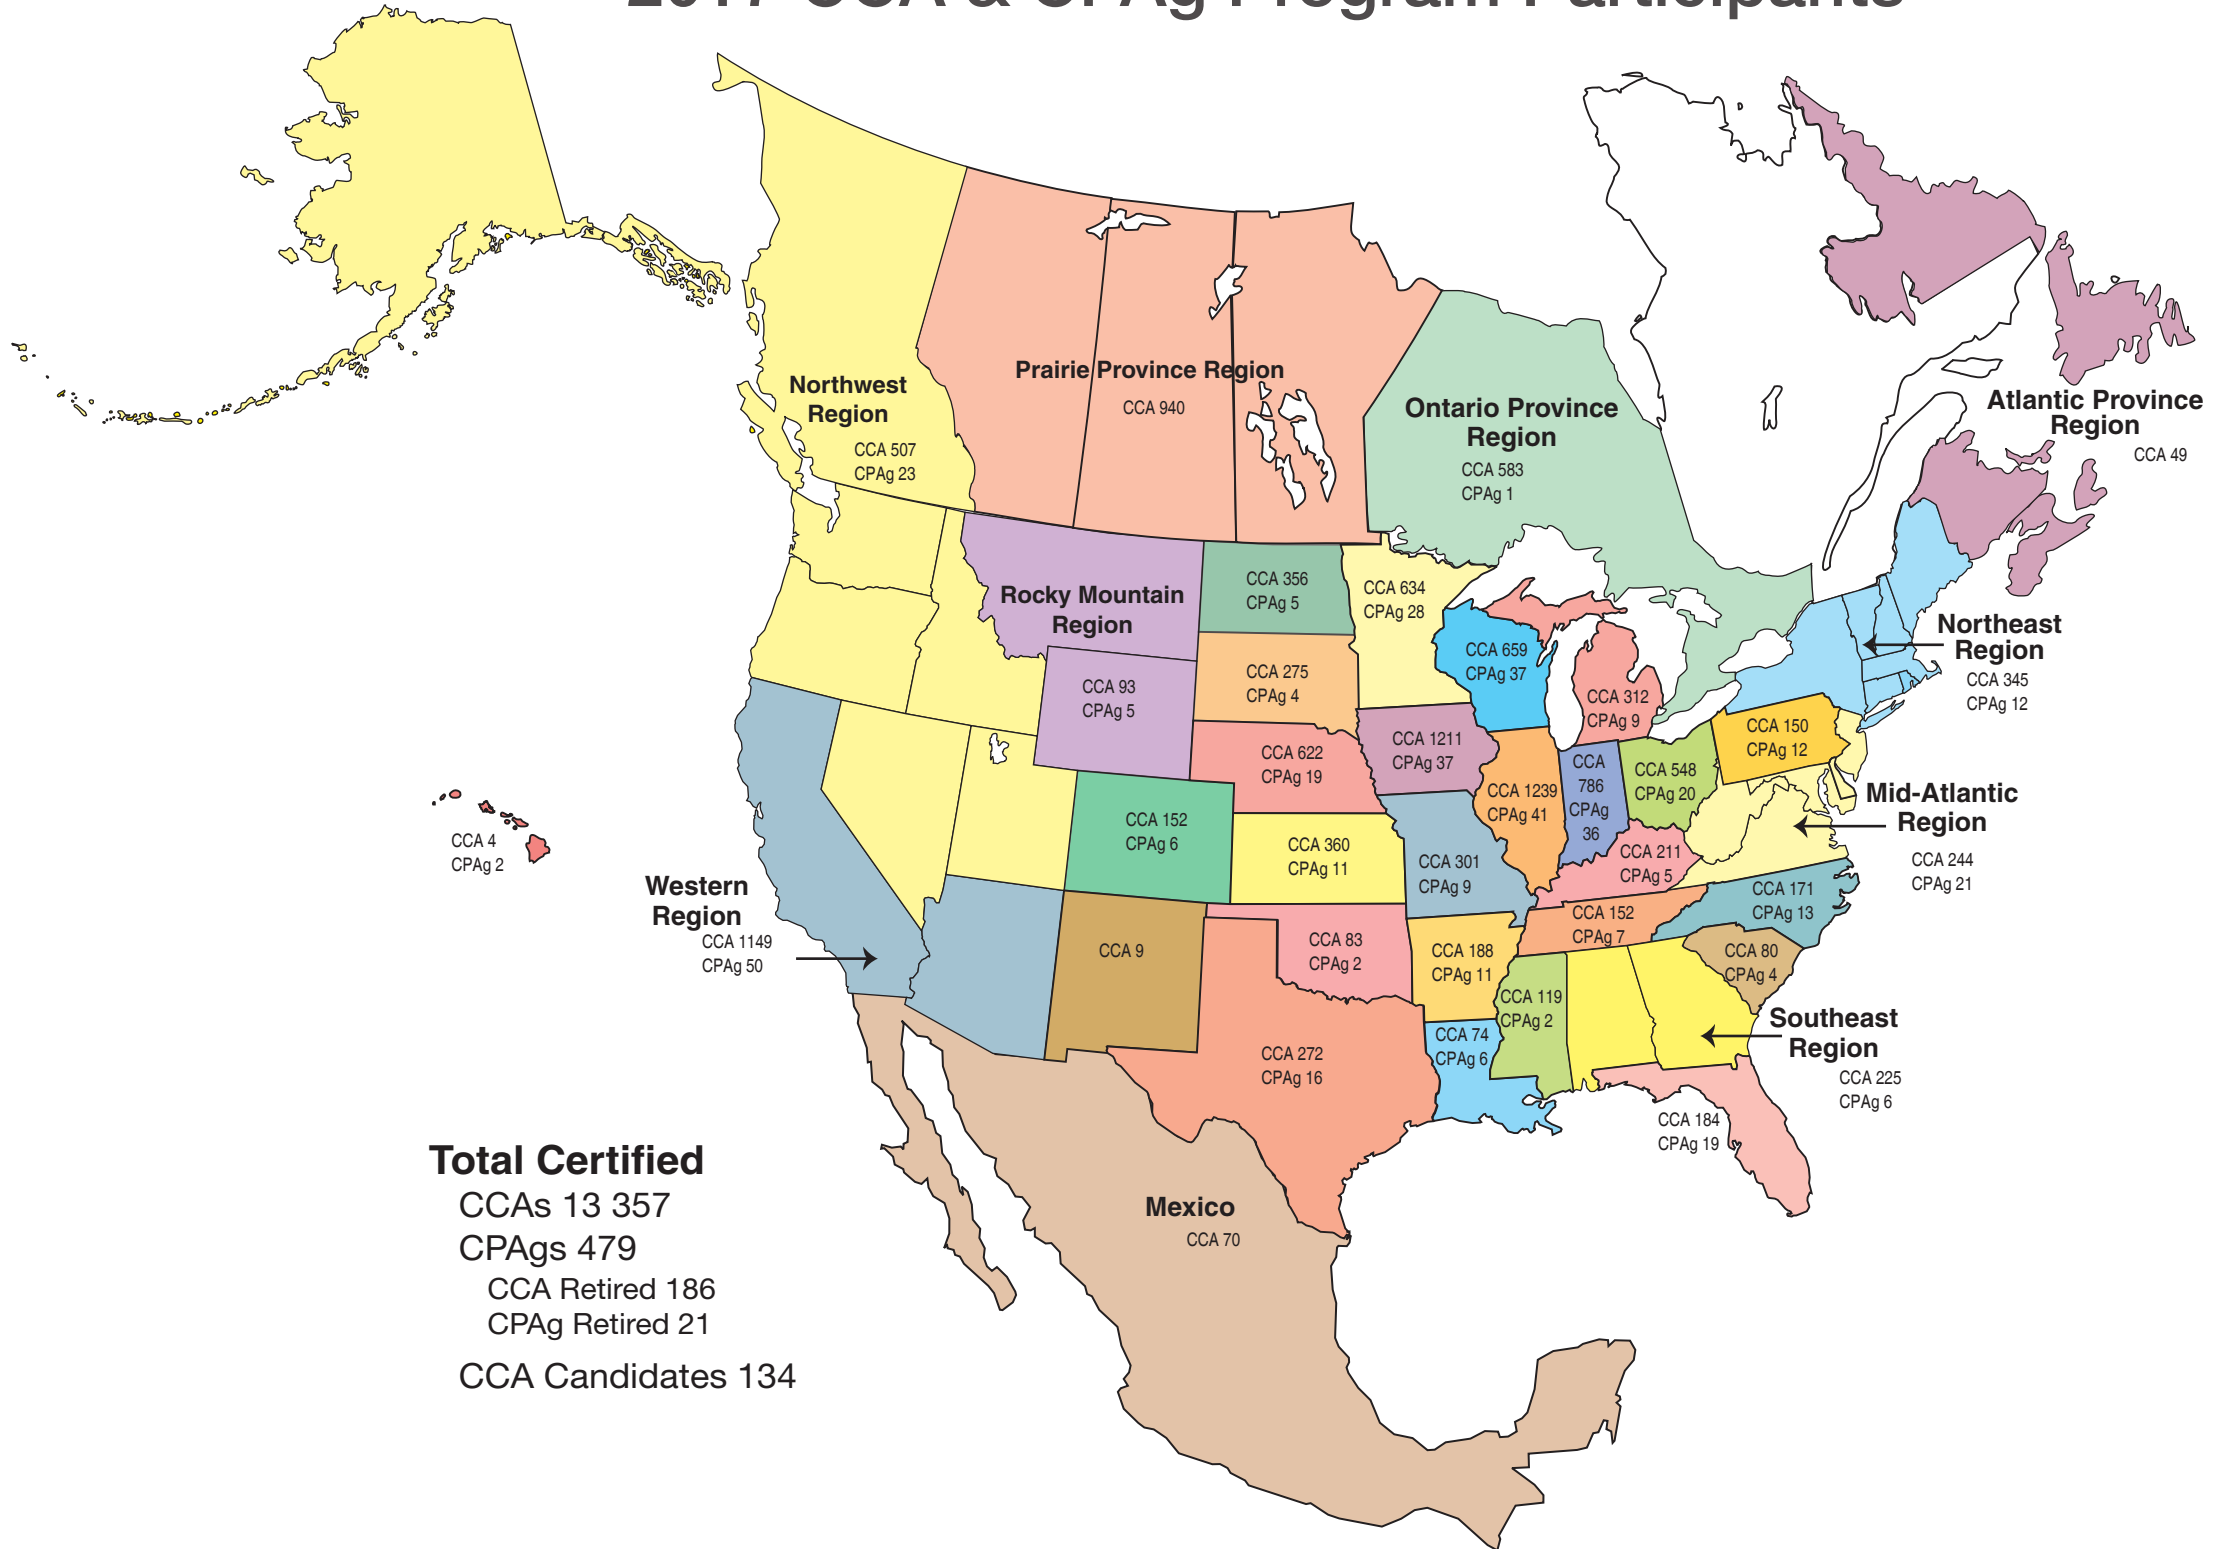 2017 CCA & CPAg Program Participants
Northwest
Region
CCA 507
CPAg 23
Prairie Province Region
CCA 940
Ontario Province
Region
CCA 583
CPAg 1
Atlantic Province
Region
CCA 49
Rocky Mountain
Region
CCA 93
CPAg 5
CCA 356
CPAg 5
CCA 634
CPAg 28
CCA 275
CPAg 4
CCA 659
CPAg 37
CCA 312
CPAg 9
Northeast
Region
CCA 345
CPAg 12
CCA 150
CPAg 12
CCA 622
CPAg 19
CCA 1211
CPAg 37
CCA 1239
CPAg 41
CCA
786
CPAg
36
CCA 548
CPAg 20
Mid-Atlantic
Region
CCA 244
CPAg 21
CCA 4
CPAg 2
CCA 152
CPAg 6
CCA 360
CPAg 11
CCA 301
CPAg 9
CCA 211
CPAg 5
Western
Region
CCA 1149
CPAg 50
CCA 9
CCA 83
CPAg 2
CCA 188
CPAg 11
CCA 152
CPAg 7
CCA 171
CPAg 13
CCA 80
CPAg 4
CCA 119
CPAg 2
CCA 74
CPAg 6
Southeast
Region
CCA 225
CPAg 6
CCA 272
CPAg 16
CCA 184
CPAg 19
Mexico
CCA 70
Total Certified
CCAs 13 357
CPAgs 479
CCA Retired 186
CPAg Retired 21
CCA Candidates 134